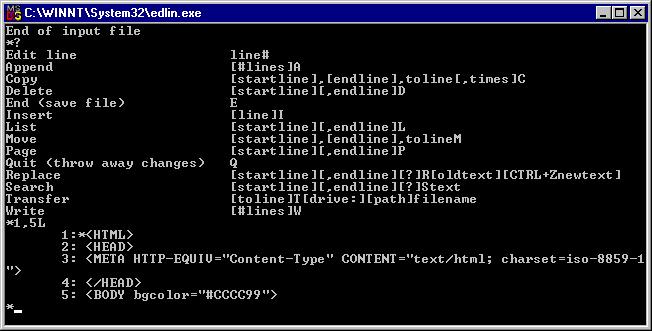 C:\WINNT\System32\edlin.exe
End of input file
*?
Edit line                   line#
Append                      [#lines]A
Copy                        [startline],[endline],toline[,times]C
Delete                      [startline][,endline]D
End (save file)             E
Insert                      [line]I
List                        [startline][,endline]L
Move                        [startline],[endline],tolineM
Page                        [startline][,endline]P
Quit (throw away changes)   Q
Replace                     [startline][,endline][?]R[oldtext][CTRL+Znewtext]
Search                      [startline][,endline][?]Stext
Transfer                    [toline]T[drive:][path]filename
Write                       [#lines]W
*1,5L
       1:*<HTML>
       2: <HEAD>
       3: <META HTTP-EQUIV="Content-Type" CONTENT="text/html; charset=iso-8859-1
">
       4: </HEAD>
       5: <BODY bgcolor="#CCCC99">
*_